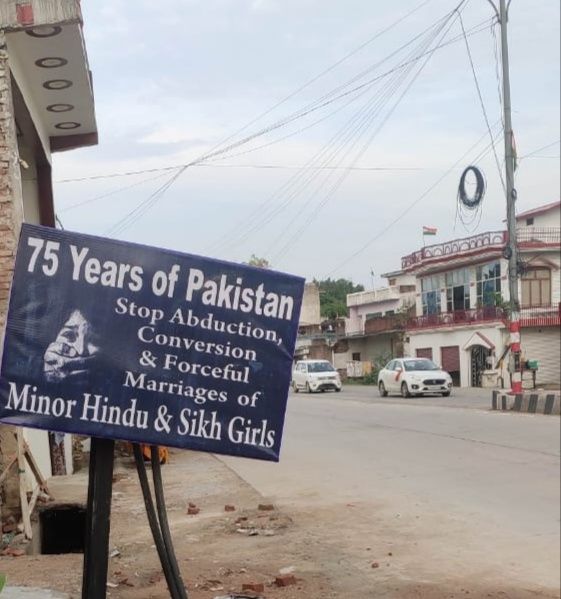 75 Years of Pakistan
Stop Abduction,
Conversion
& Forceful
Marriages of
Minor Hindu & Sikh Girls